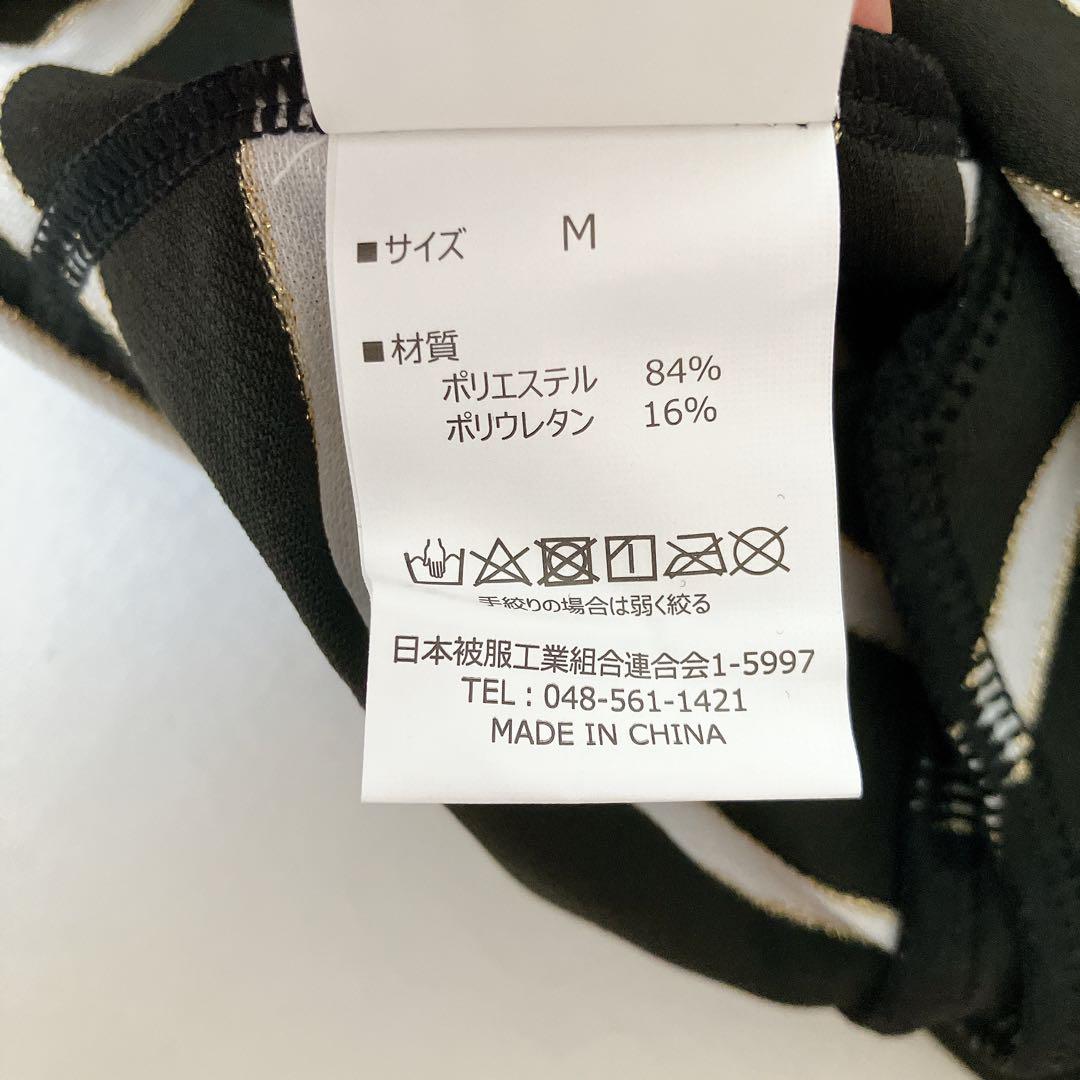 ■サイズ M
■材質
ポリエステル 84%
ポリウレタン 16%
手絞りの場合は弱く絞る
日本被服工業組合連合会1-5997
TEL : 048-561-1421
MADE IN CHINA